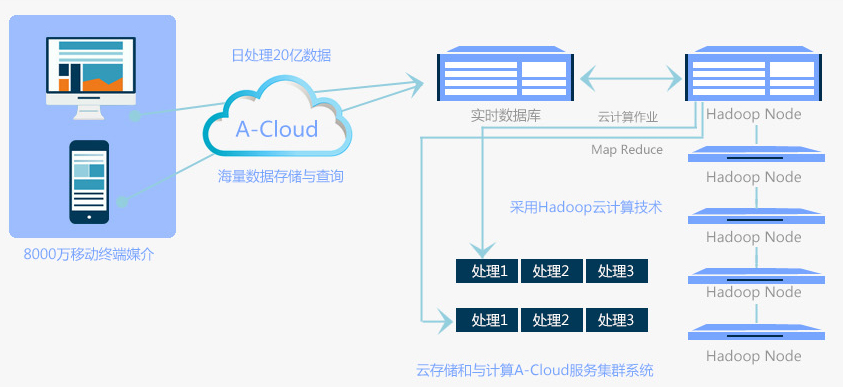 日处理20亿数据
A-Cloud
海量数据存储与查询
8000万移动终端媒介
实时数据库
云计算作业
Map Reduce
Hadoop Node
Hadoop Node
采用Hadoop云计算技术
Hadoop Node
处理1 处理2 处理3
Hadoop Node
处理1 处理2 处理3
Hadoop Node
云存储和与计算A-Cloud服务集群系统